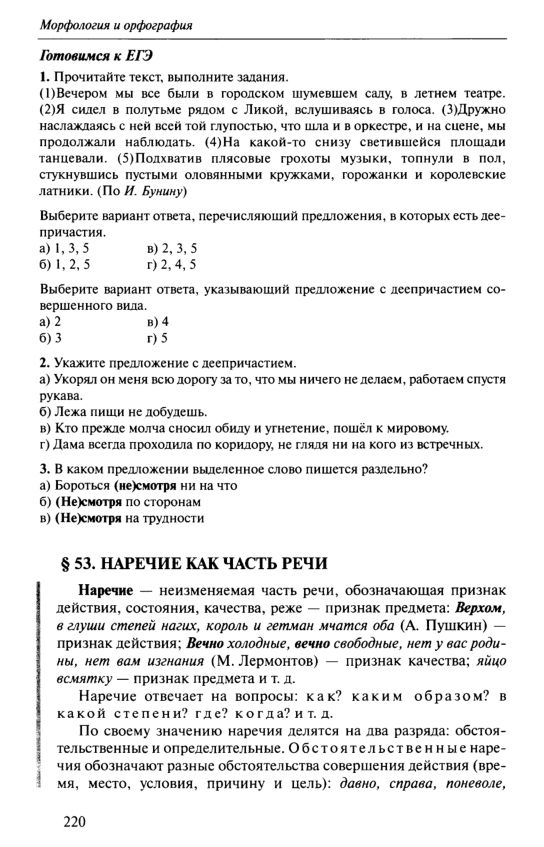 Морфология и орфография
Готовимся к ЕГЭ
1. Прочитайте текст, выполните задания.
(1)Вечером мы все были в городском шумевшем саду, в летнем театре.
(2)Я сидел в полутьме рядом с Ликой, вслушиваясь в голоса. (3)Дружно
наслаждаясь с ней всей той глупостью, что шла и в оркестре, и на сцене, мы
продолжали наблюдать. (4)На какой-то снизу светившейся площади
танцевали. (5)Подхватив плясовые грохоты музыки, топнули в пол,
стукнувшись пустыми оловянными кружками, горожанки и королевские
латники. (По И. Бунину)
Выберите вариант ответа, перечисляющий предложения, в которых есть дее-
причастия.
а) 1, 3, 5 в) 2, 3, 5
б) 1, 2, 5 г) 2, 4, 5
Выберите вариант ответа, указывающий предложение с деепричастием со-
вершенного вида.
а) 2 в) 4
б) 3 г) 5
2. Укажите предложение с деепричастием.
а) Укорял он меня всю дорогу за то, что мы ничего не делаем, работаем спустя
рукава.
б) Лежа пищи не добудешь.
в) Кто прежде молча сносил обиду и угнетение, пошёл к мировому.
г) Дама всегда проходила по коридору, не глядя ни на кого из встречных.
3. В каком предложении выделенное слово пишется раздельно?
а) Бороться (не)смотря ни на что
б) (Не)смотря по сторонам
в) (Не)смотря на трудности
§ 53. НАРЕЧИЕ КАК ЧАСТЬ РЕЧИ
Наречие — неизменяемая часть речи, обозначающая признак
действия, состояния, качества, реже — признак предмета: Верхом,
в глуши степей нагих, король и гетман мчатся оба (А. Пушкин) —
признак действия; Вечно холодные, вечно свободные, нет у вас роди-
ны, нет вам изгнания (М. Лермонтов) — признак качества; яйцо
всмятку — признак предмета и т. д.
Наречие отвечает на вопросы: как? каким образом? в
какой степени? где? когда? и т. д.
По своему значению наречия делятся на два разряда: обстоя-
тельственные и определительные. Обстоятельственные наре-
чия обозначают разные обстоятельства совершения действия (вре-
мя, место, условия, причину и цель): давно, справа, поневоле,
220